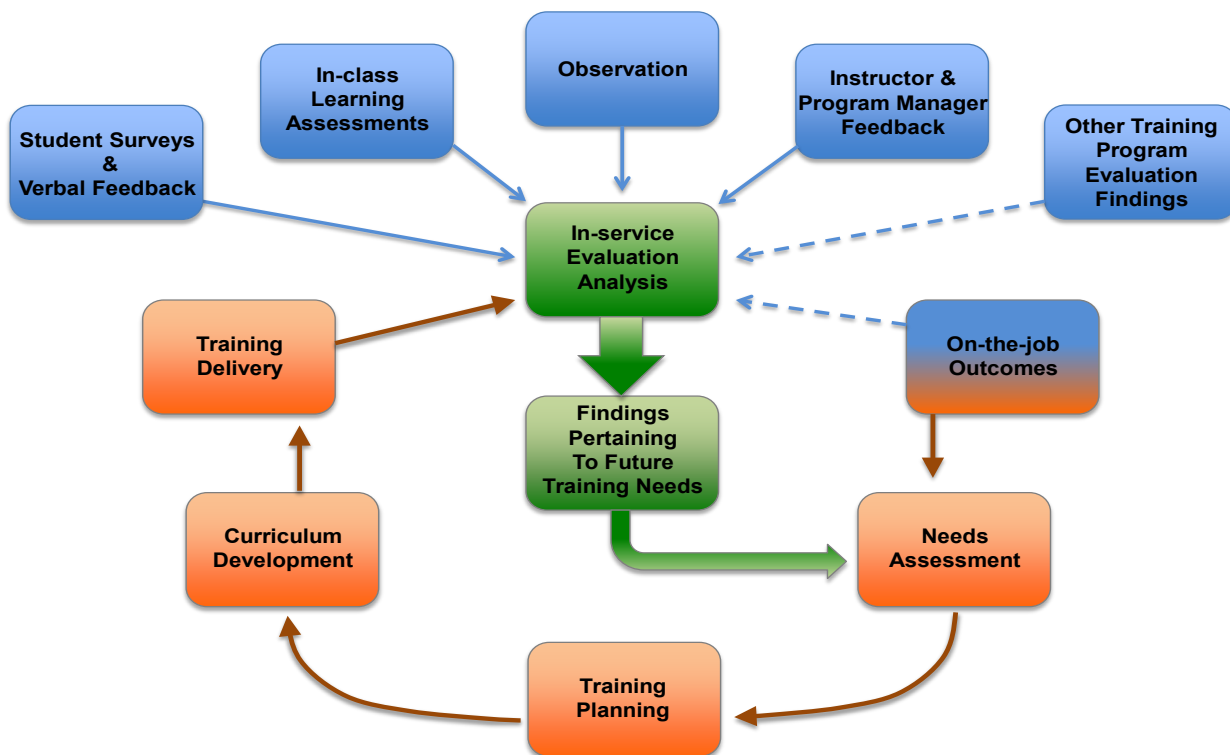 Student Surveys
&
Verbal Feedback
In-class
Learning
Assessments
Observation
Instructor &
Program Manager
Feedback
Other Training
Program
Evaluation
Findings
In-service
Evaluation
Analysis
Training
Delivery
On-the-job
Outcomes
Findings
Pertaining
To Future
Training Needs
Curriculum
Development
Needs
Assessment
Training
Planning